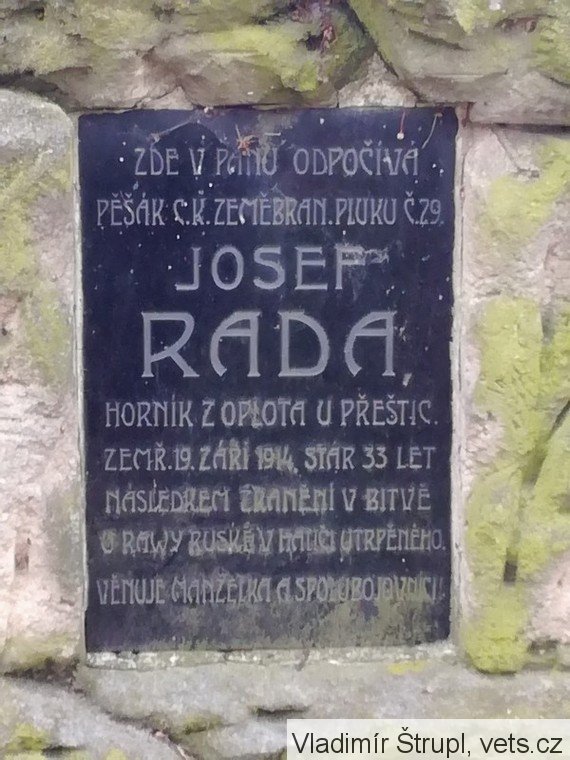 ZDE V PÁNU ODPOČÍVÁ
PĚŠÁK C.K. ZEMĚBRAN. PLUKU Č.29.
JOSEF
RADA,
HORNÍK Z OPLOTA U PŘEŠTIC.
ZEMŘ. 19. ZÁŘÍ 1914, STÁR 33 LET
NÁSLEDKEM ZRANĚNÍ V BITVĚ
U RAWY RUSKÉ V HALIČI UTRPĚNÉHO.
VĚNUJE MANŽELKA A SPOLUBOJOVNÍCI.
Vladimír Štrupl, vets.cz